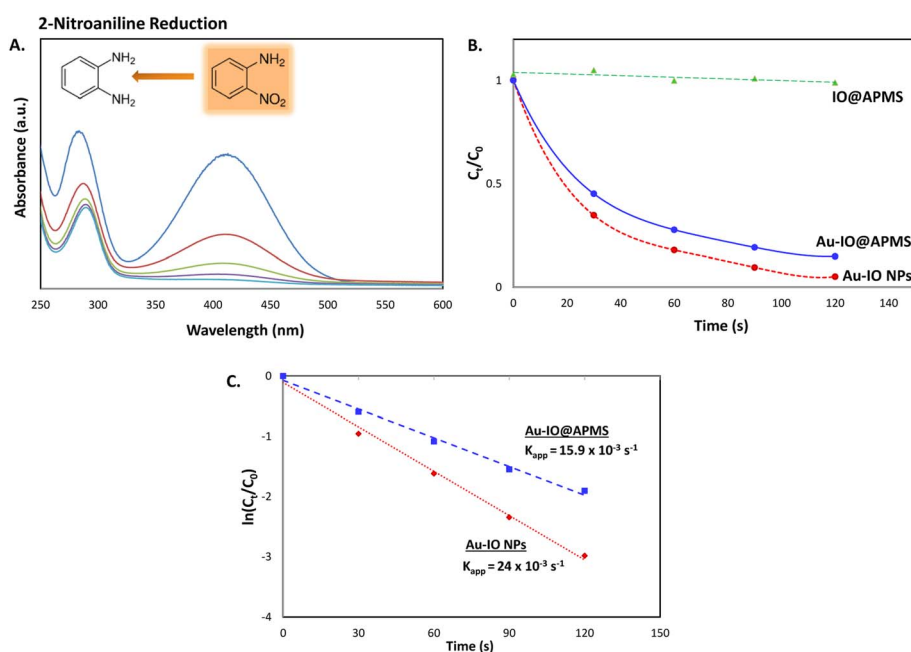 2-Nitroaniline Reduction
A.
NH₂
NH₂
NH₂
NO₂
Absorbance (a.u.)
250 300 350 400 450 500 550 600
Wavelength (nm)
B.
1
0.5
0
Cₜ/C₀
IO@APMS
Au-IO@APMS
Au-IO NPs
0 20 40 60 80 100 120 140
Time (s)
C.
0
-1
-2
-3
-4
ln(Cₜ/C₀)
Au-IO@APMS
Kₐₚₚ = 15.9 x 10⁻³ s⁻¹
Au-IO NPs
Kₐₚₚ = 24 x 10⁻³ s⁻¹
0 30 60 90 120 150
Time (s)